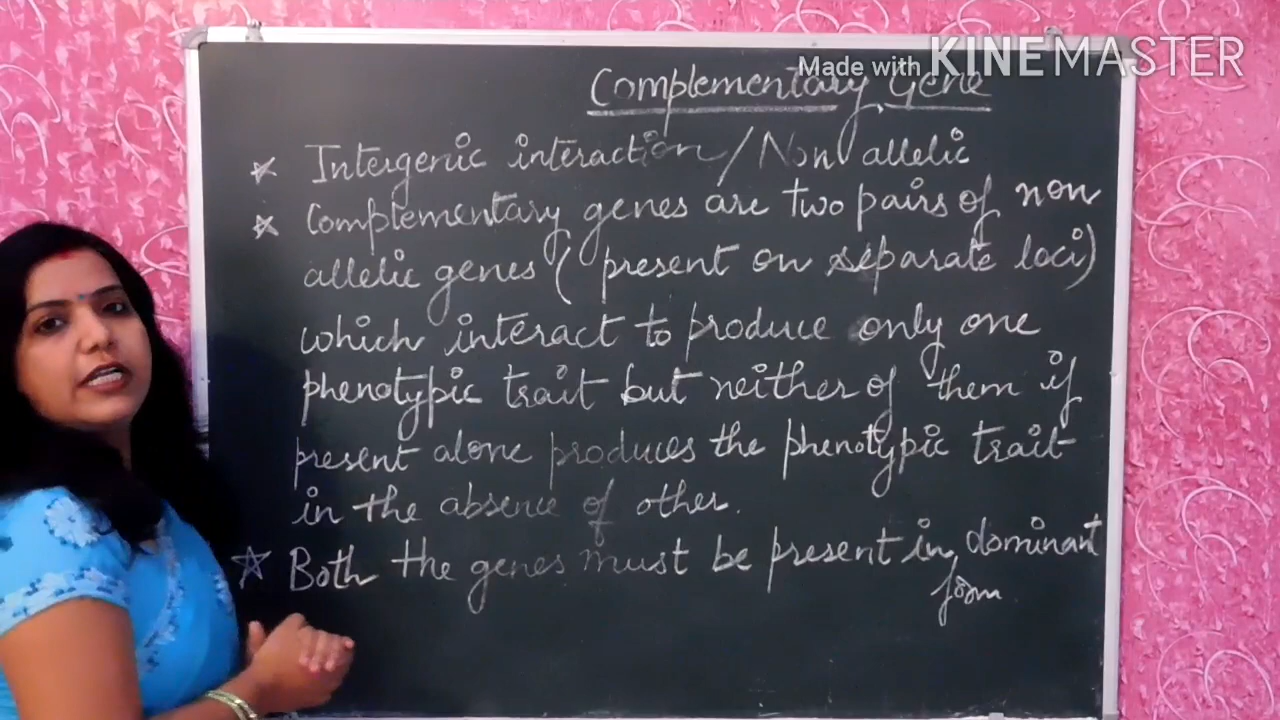 Made with KINEMASTER
Complementary Gene
Intergenic interaction/Non allelic
Complementary genes are two pairs of non
allelic genes (present on separate loci)
which interact to produce only one
phenotypic trait but neither of them if
present alone produces the phenotypic trait
in the absence of other.
Both the genes must be present in dominant
form